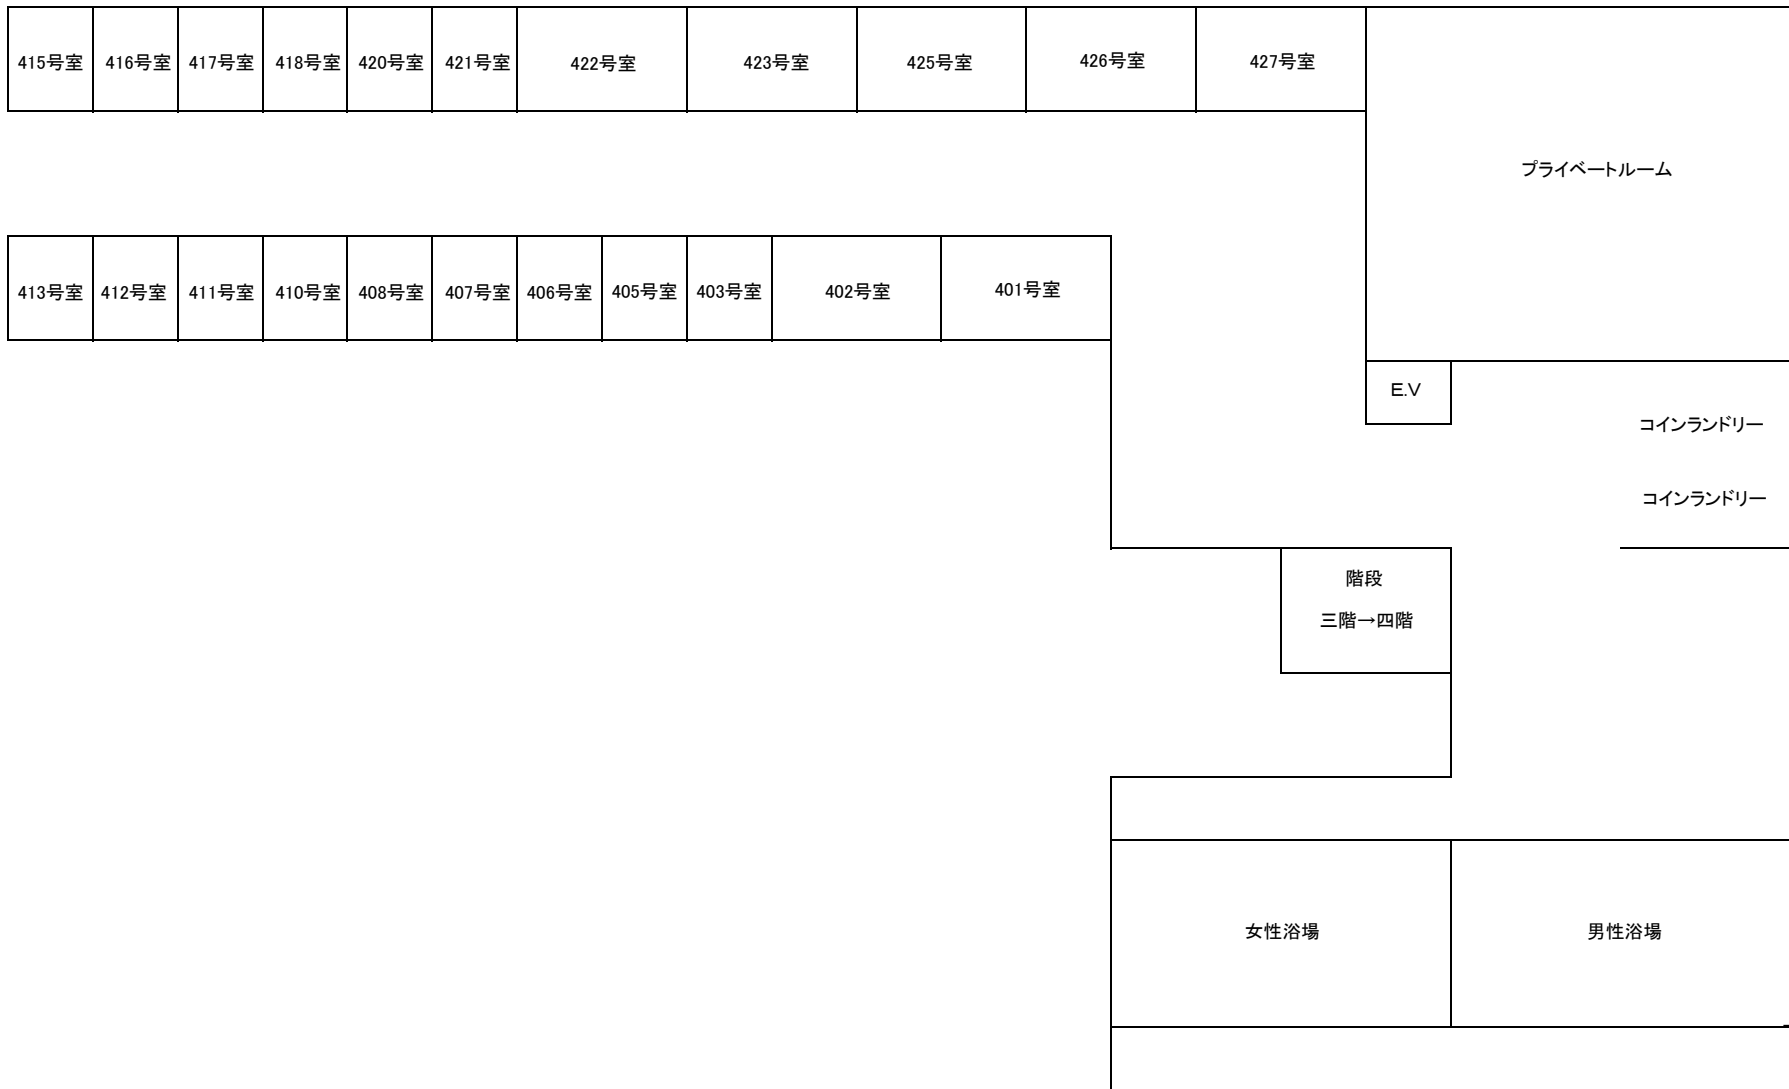 415号室
416号室
417号室
418号室
420号室
421号室
422号室
423号室
425号室
426号室
427号室
プライベートルーム
413号室
412号室
411号室
410号室
408号室
407号室
406号室
405号室
403号室
402号室
401号室
E.V
コインランドリー
コインランドリー
階段
三階→四階
女性浴場
男性浴場